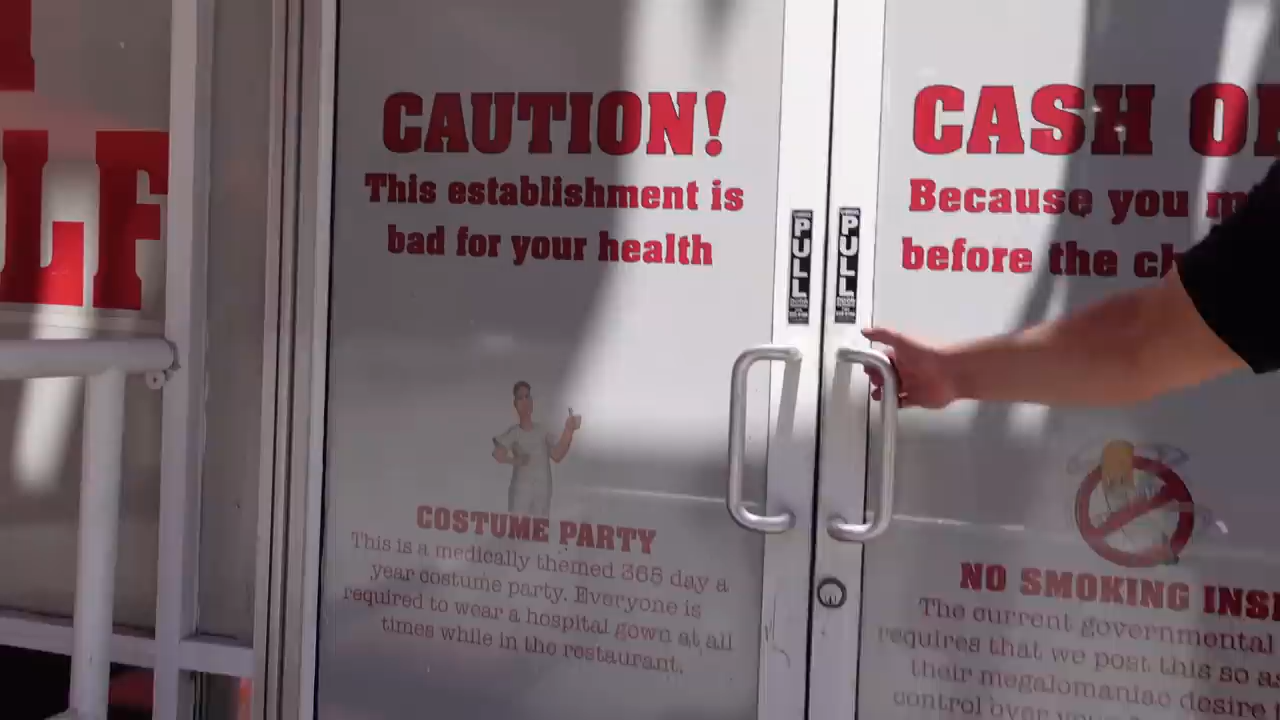 LF
CAUTION!
This establishment is
bad for your health
COSTUME PARTY
This is a medically themed 365 day a
year costume party. Everyone is
required to wear a hospital gown at all
times while in the restaurant.
PULL
PULL
CASH
Because you
before the
NO SMOKING
The current governmental
requires that we post this so as
their megalomaniac desire
control over